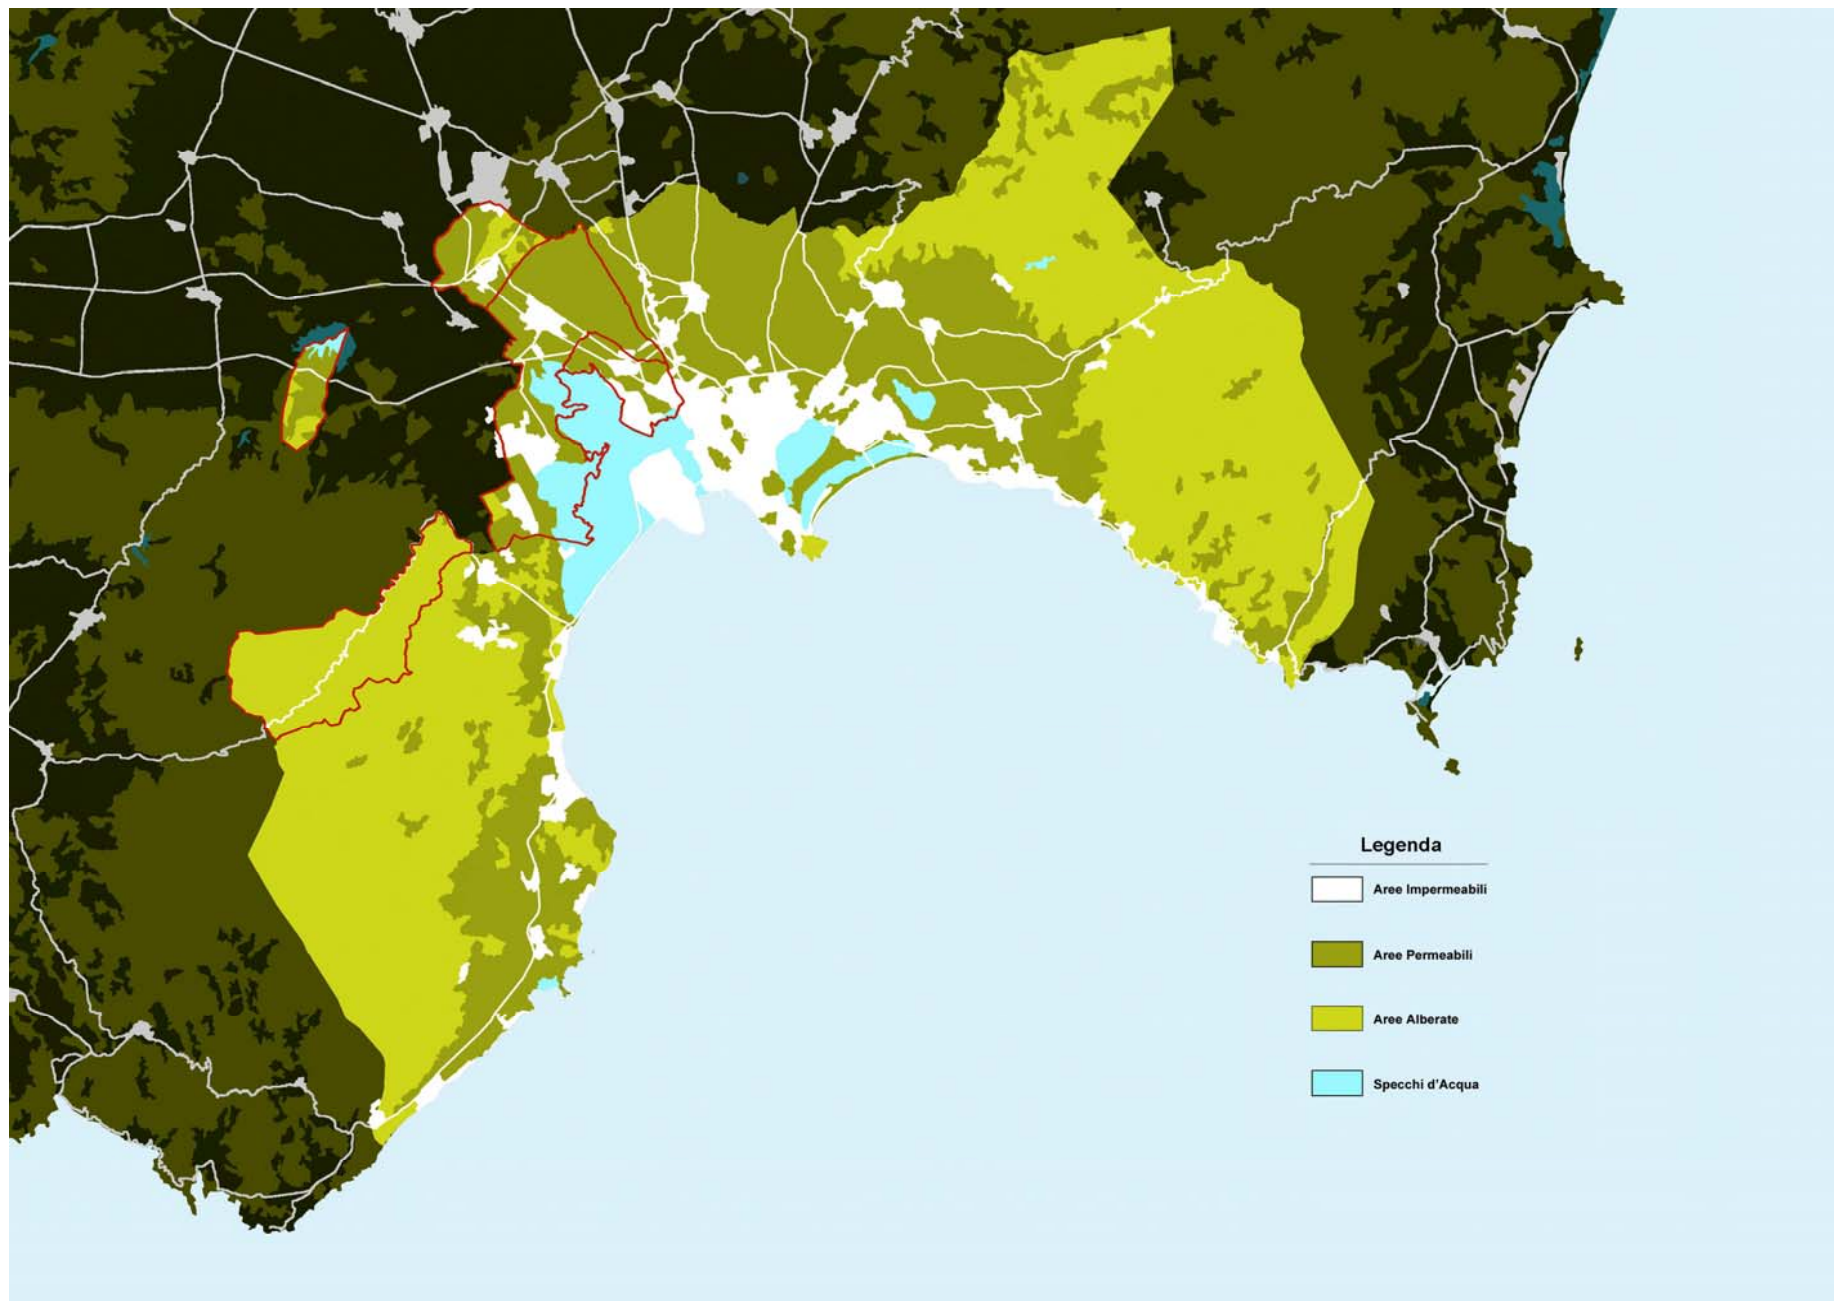 Legenda
Aree Impermeabili
Aree Permeabili
Aree Alberate
Specchi d'Acqua